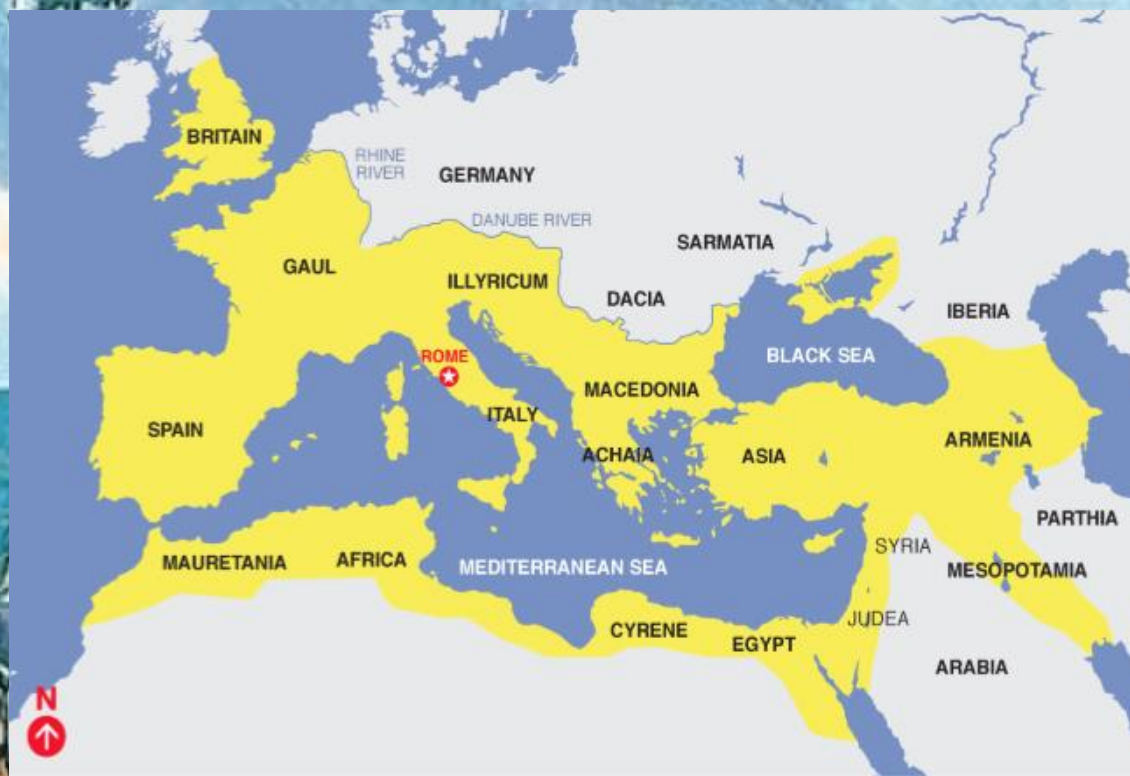 BRITAIN
RHINE
RIVER
GERMANY
DANUBE RIVER
SARMATIA
GAUL
ILLYRICUM
DACIA
IBERIA
ROME
BLACK SEA
MACEDONIA
SPAIN
ITALY
ACHAIA
ASIA
ARMENIA
PARTHIA
MAURETANIA
AFRICA
MEDITERRANEAN SEA
SYRIA
MESOPOTAMIA
JUDEA
CYRENE
EGYPT
ARABIA
N